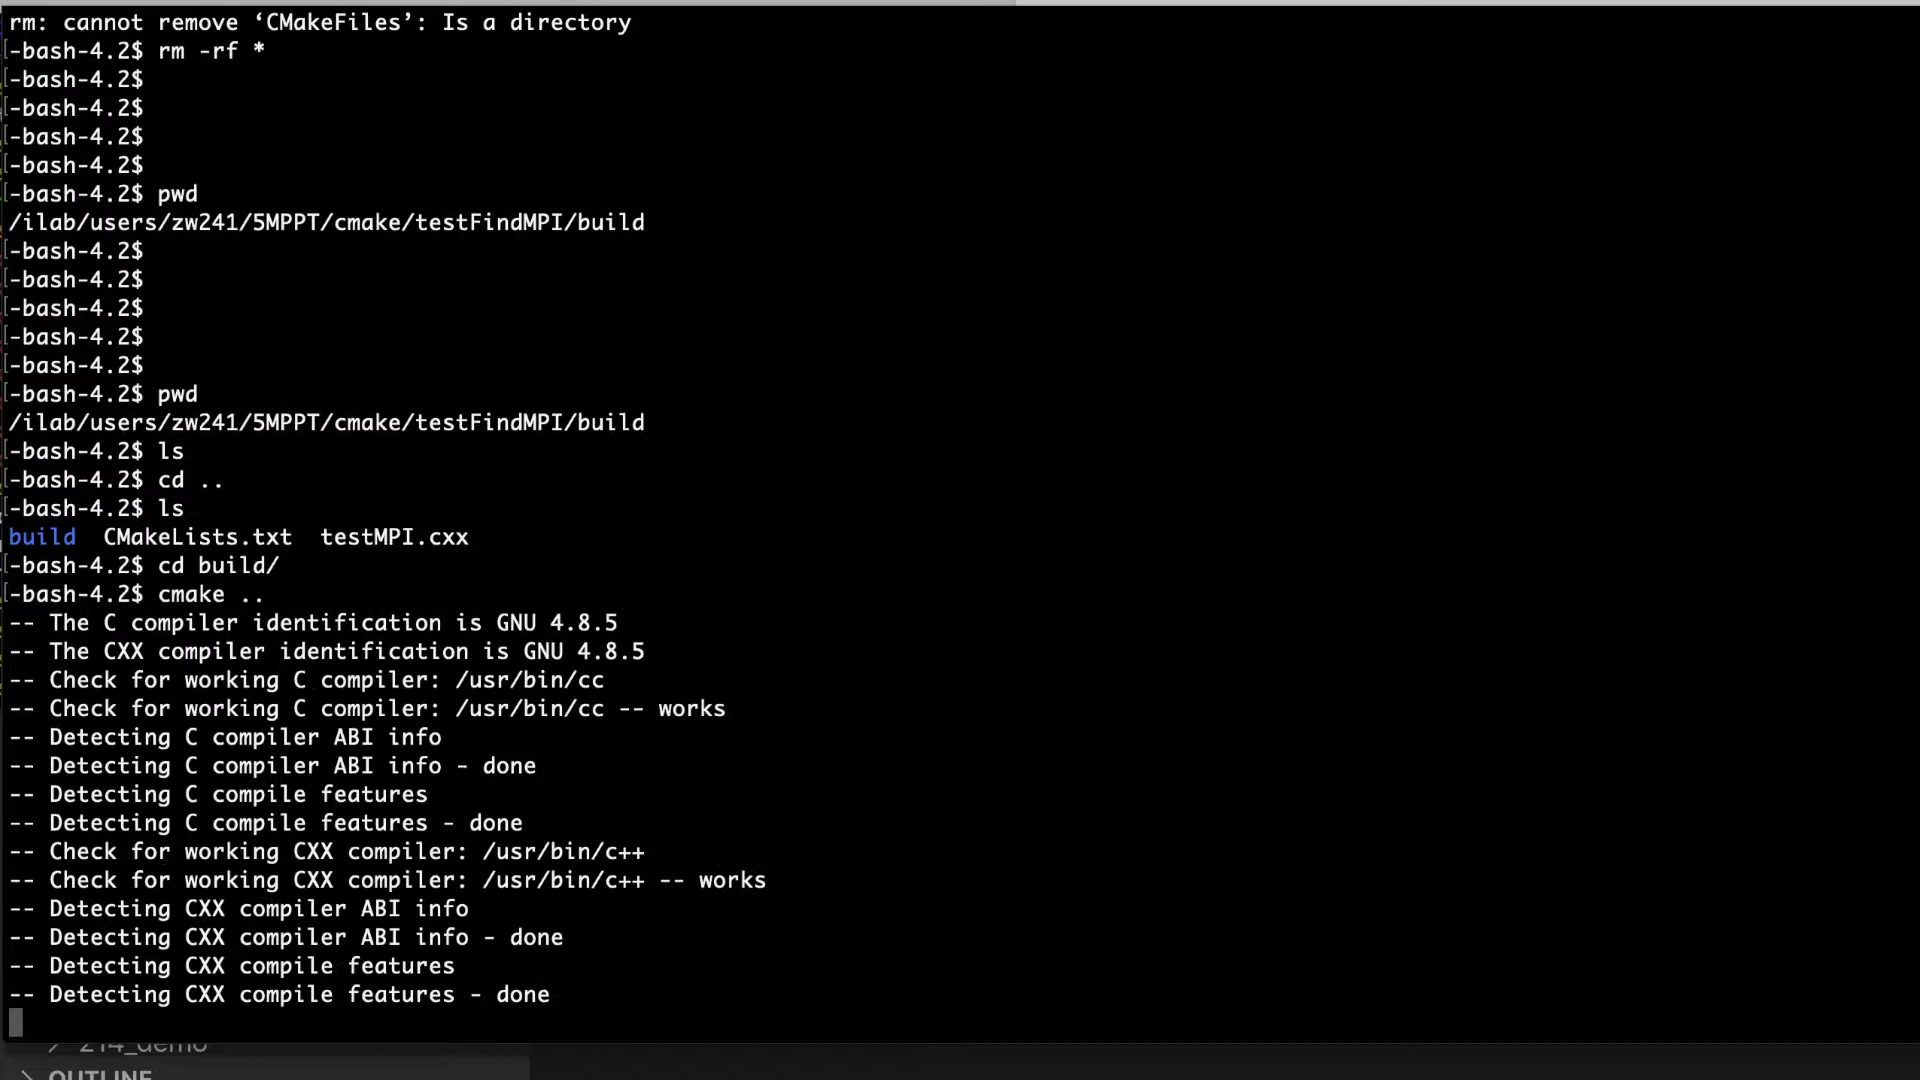 rm: cannot remove ‘CMakeFiles’: Is a directory
[-bash-4.2$ rm -rf *
[-bash-4.2$
[-bash-4.2$
[-bash-4.2$
[-bash-4.2$
[-bash-4.2$ pwd
/ilab/users/zw241/5MPPT/cmake/testFindMPI/build
[-bash-4.2$
[-bash-4.2$
[-bash-4.2$
[-bash-4.2$
[-bash-4.2$
[-bash-4.2$ pwd
/ilab/users/zw241/5MPPT/cmake/testFindMPI/build
[-bash-4.2$ ls
[-bash-4.2$ cd ..
[-bash-4.2$ ls
build  CMakeLists.txt  testMPI.cxx
[-bash-4.2$ cd build/
[-bash-4.2$ cmake ..
-- The C compiler identification is GNU 4.8.5
-- The CXX compiler identification is GNU 4.8.5
-- Check for working C compiler: /usr/bin/cc
-- Check for working C compiler: /usr/bin/cc -- works
-- Detecting C compiler ABI info
-- Detecting C compiler ABI info - done
-- Detecting C compile features
-- Detecting C compile features - done
-- Check for working CXX compiler: /usr/bin/c++
-- Check for working CXX compiler: /usr/bin/c++ -- works
-- Detecting CXX compiler ABI info
-- Detecting CXX compiler ABI info - done
-- Detecting CXX compile features
-- Detecting CXX compile features - done
214_demo
OUTLINE